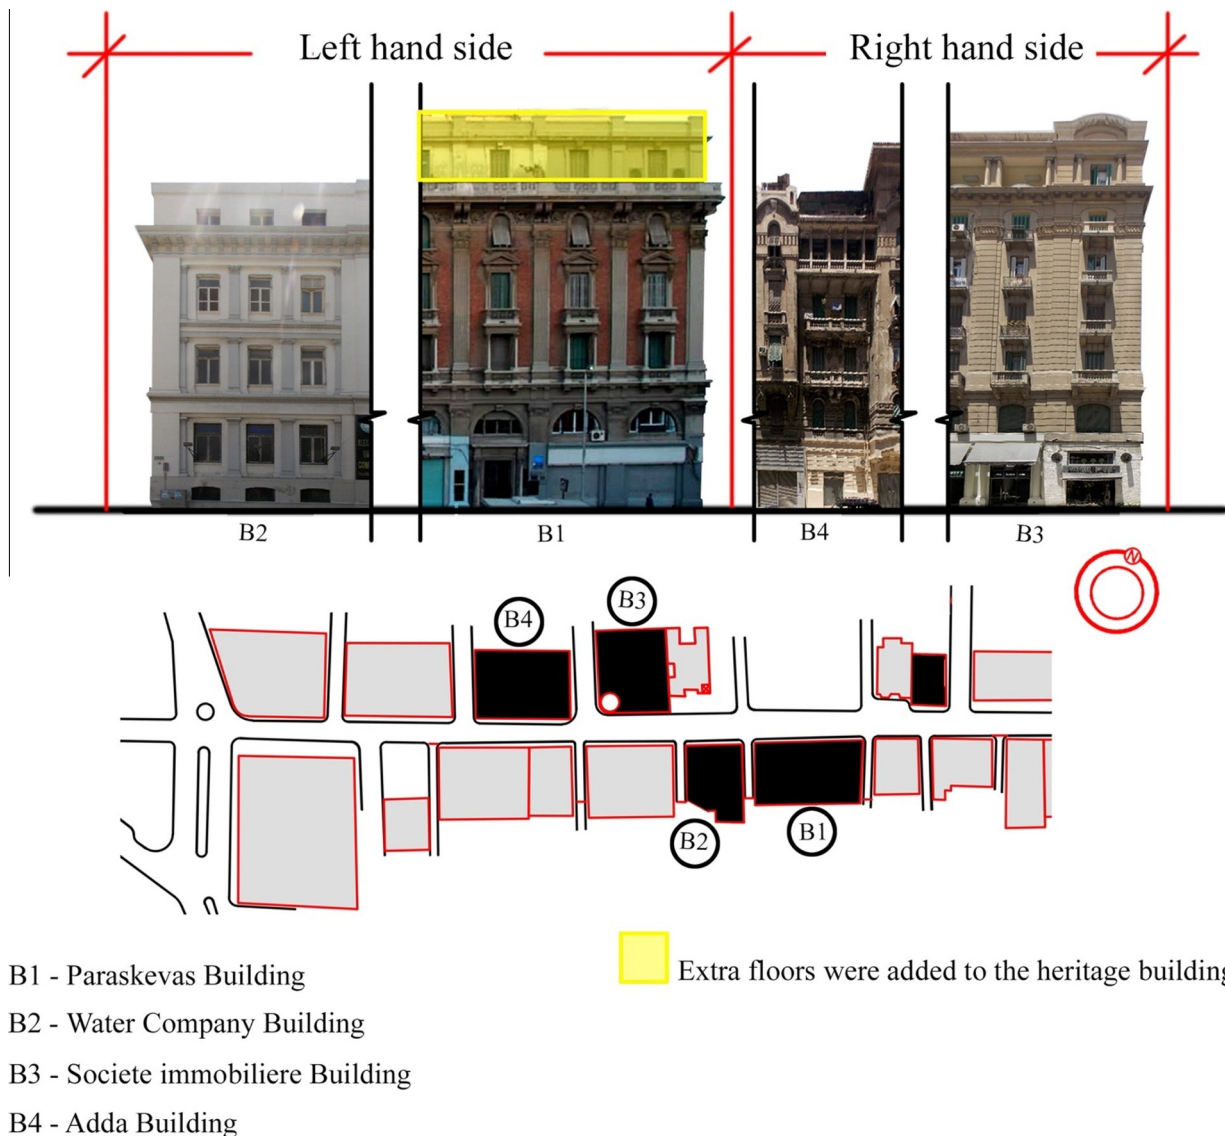 Left hand side
Right hand side
B2
B1
B4
B3
N
B4
B3
B2
B1
B1 - Paraskevas Building
B2 - Water Company Building
B3 - Societe immobiliere Building
B4 - Adda Building
Extra floors were added to the heritage building